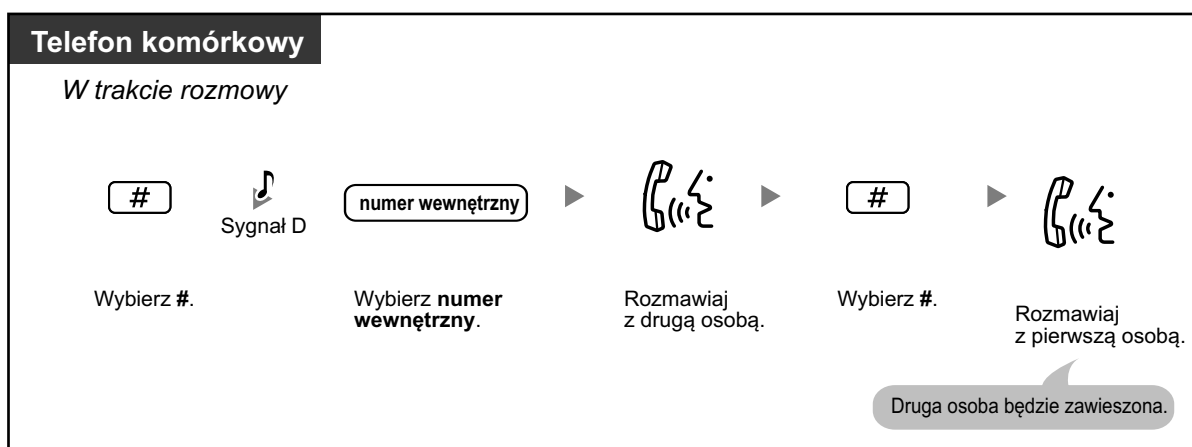 Telefon komórkowy
W trakcie rozmowy
#
Sygnał D
numer wewnętrzny
#
Wybierz #.
Wybierz numer
wewnętrzny.
Rozmawiaj
z drugą osobą.
Wybierz #.
Rozmawiaj
z pierwszą osobą.
Druga osoba będzie zawieszona.